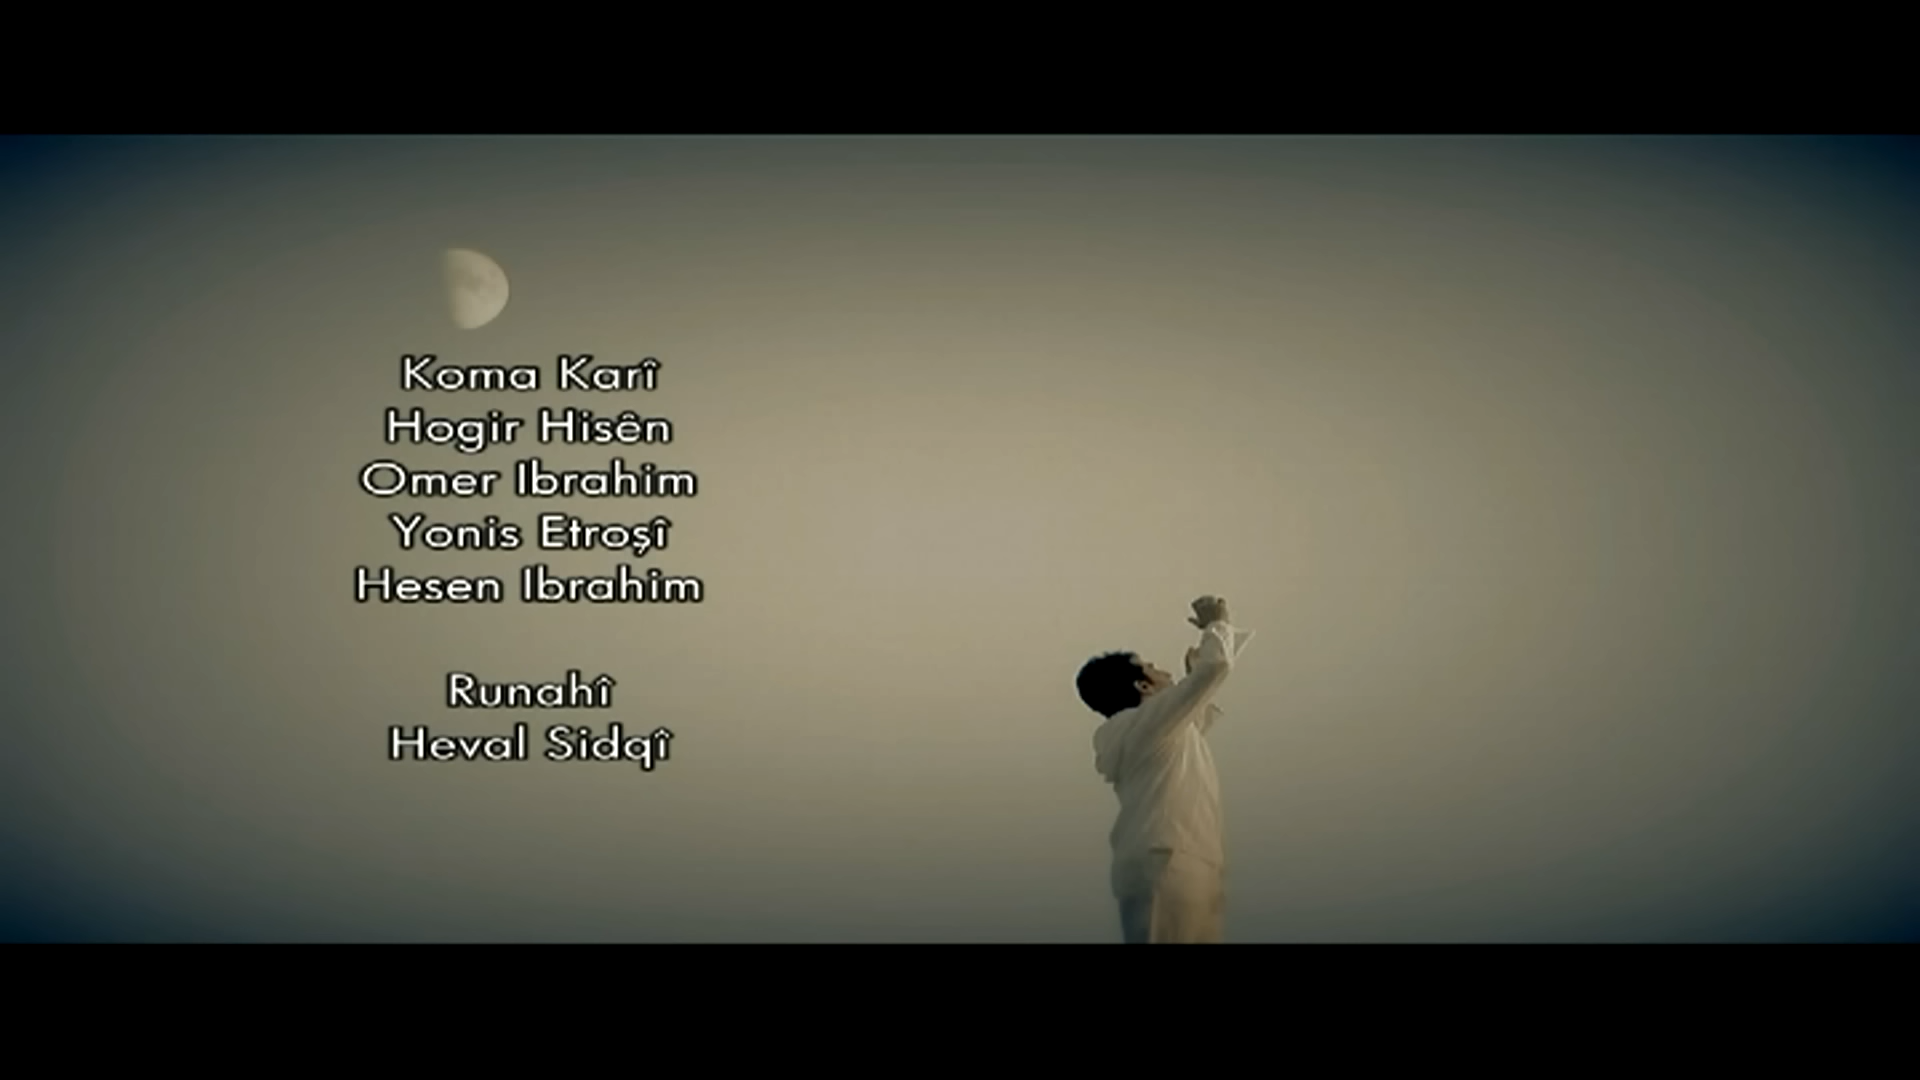 Koma Karî
Hogir Hisên
Omer Ibrahim
Yonis Etroşî
Hesen Ibrahim
Runahî
Heval Sidqî